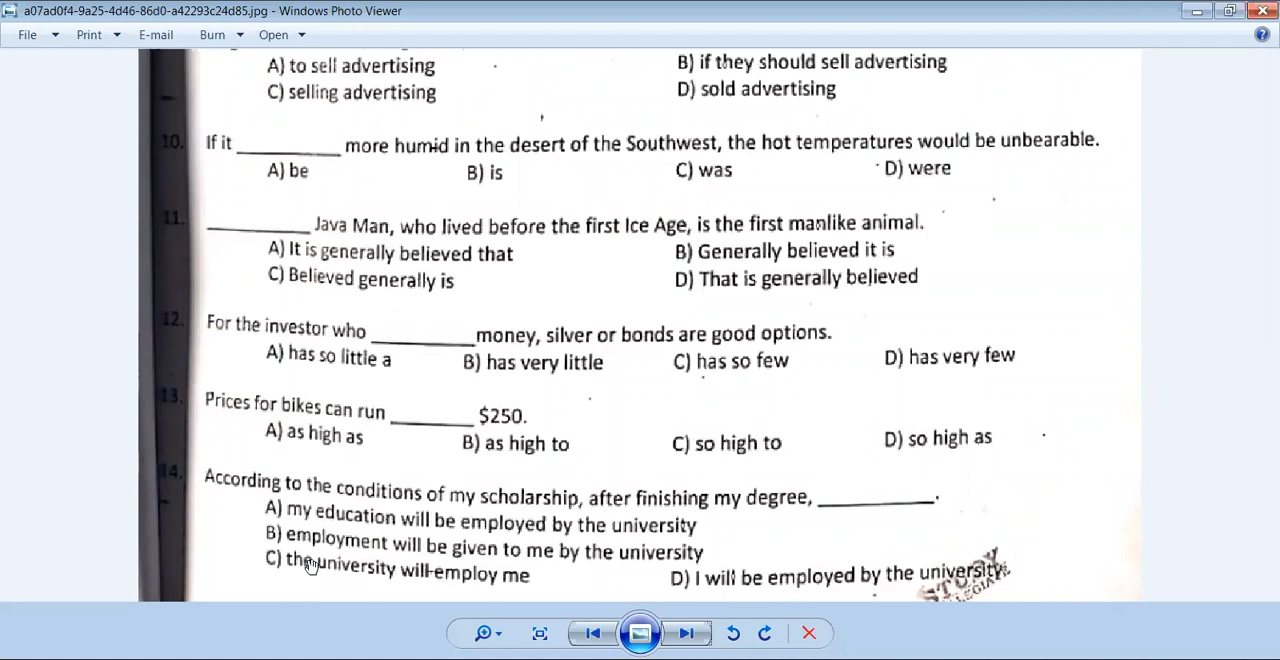 a07ad0f4-9a25-4d46-86d0-a42293c24d85.jpg - Windows Photo Viewer
File Print E-mail Burn Open
A) to sell advertising B) if they should sell advertising
C) selling advertising D) sold advertising
10. If it __________ more humid in the desert of the Southwest, the hot temperatures would be unbearable.
A) be B) is C) was D) were
11. __________ Java Man, who lived before the first Ice Age, is the first manlike animal.
A) It is generally believed that B) Generally believed it is
C) Believed generally is D) That is generally believed
12. For the investor who __________ money, silver or bonds are good options.
A) has so little a B) has very little C) has so few D) has very few
13. Prices for bikes can run ________ $250.
A) as high as B) as high to C) so high to D) so high as
14. According to the conditions of my scholarship, after finishing my degree, ___________.
A) my education will be employed by the university
B) employment will be given to me by the university
C) the university will employ me D) I will be employed by the university.
STUDY